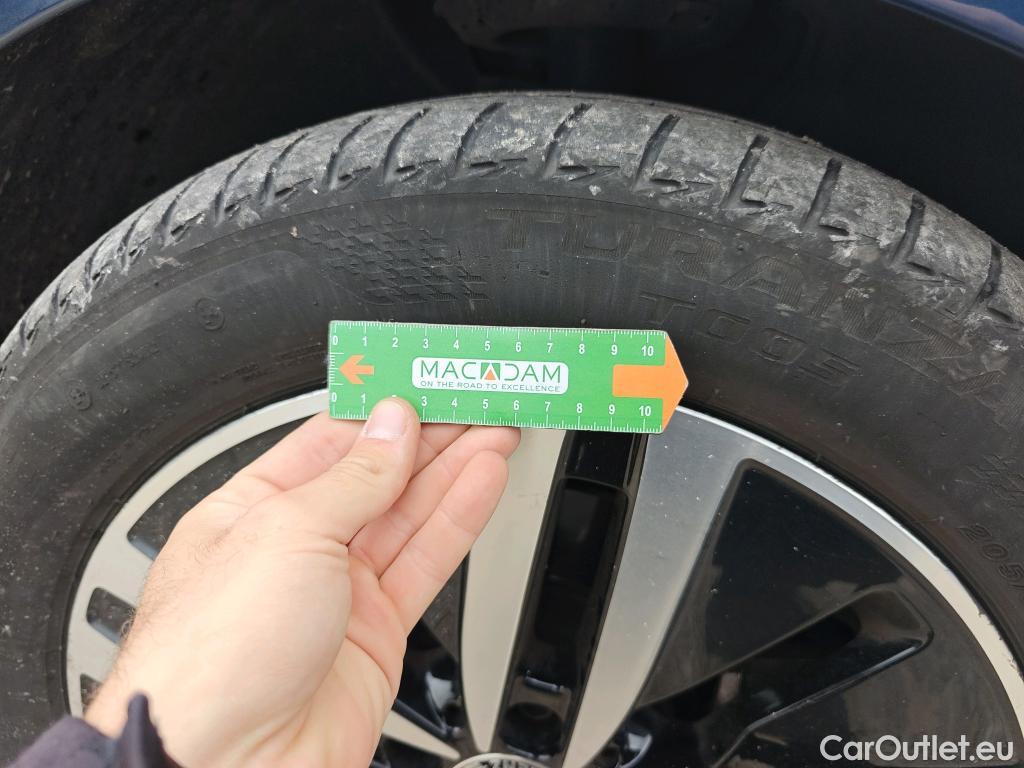 TURANZA
T005
0 1 2 3 4 5 6 7 8 9 10
MACADAM
ON THE ROAD TO EXCELLENCE
0 1 3 4 5 6 7 8 9 10
205/
CarOutlet.eu